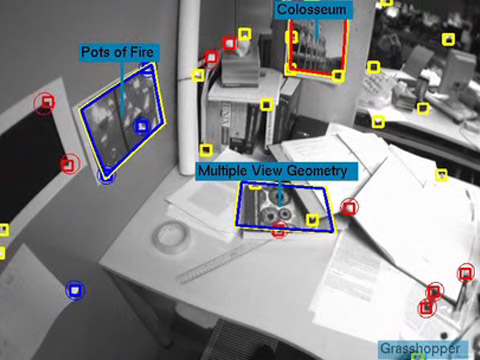 Colosseum
Pots of Fire
Multiple View Geometry
Grasshopper